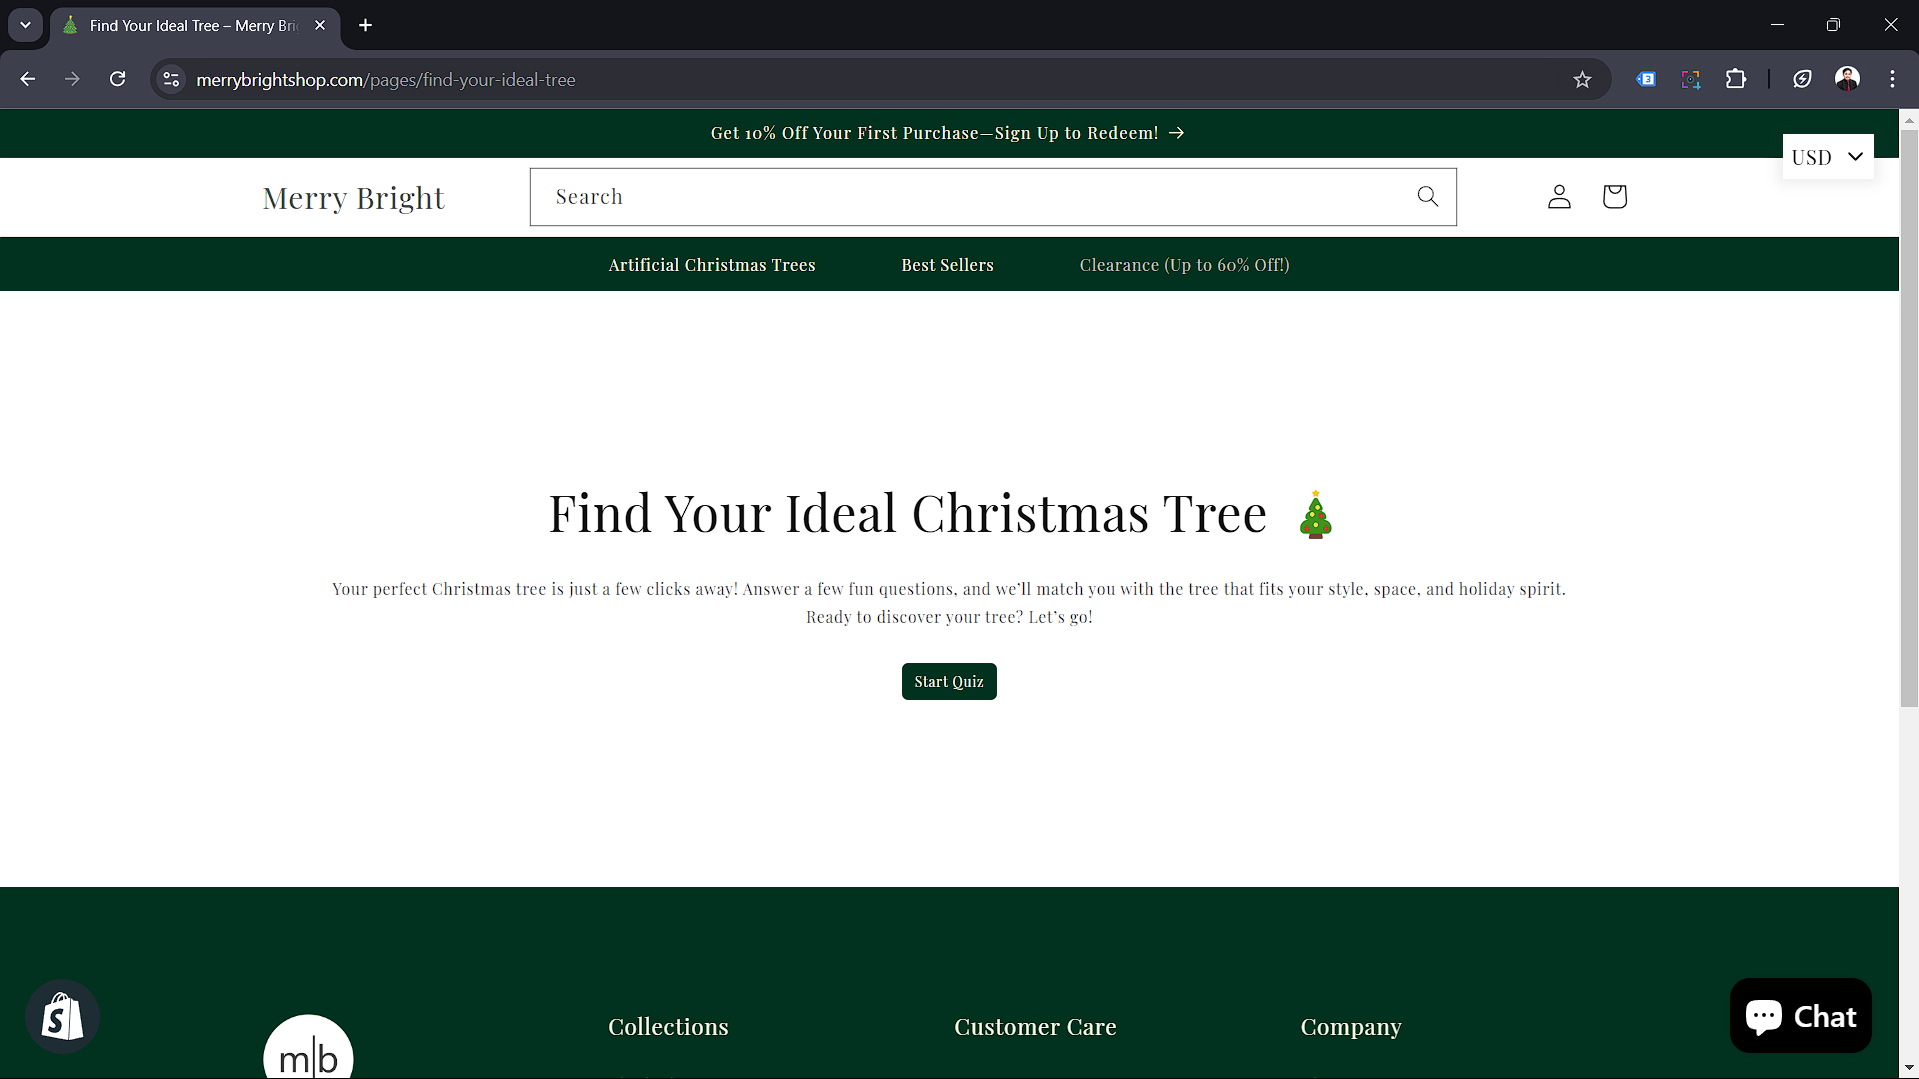 Find Your Ideal Tree – Merry Bri
merrybrightshop.com/pages/find-your-ideal-tree
Get 10% Off Your First Purchase—Sign Up to Redeem! →
USD
Merry Bright
Search
Artificial Christmas Trees
Best Sellers
Clearance (Up to 60% Off!)
Find Your Ideal Christmas Tree 🎄
Your perfect Christmas tree is just a few clicks away! Answer a few fun questions, and we’ll match you with the tree that fits your style, space, and holiday spirit.
Ready to discover your tree? Let’s go!
Start Quiz
m|b
Collections
Customer Care
Company
Chat